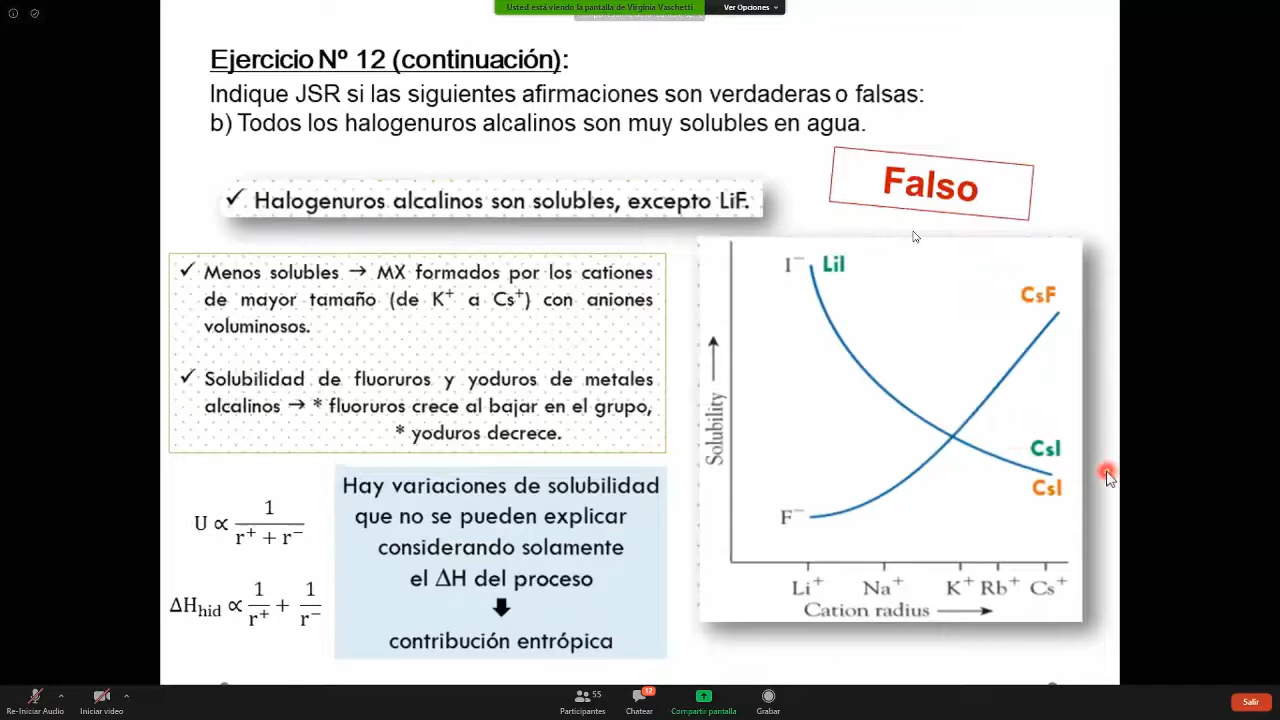 Usted está viendo la pantalla de Virginia Vaschetti
Ver Opciones
Ejercicio Nº 12 (continuación):
Indique JSR si las siguientes afirmaciones son verdaderas o falsas:
b) Todos los halogenuros alcalinos son muy solubles en agua.
Falso
✓ Halogenuros alcalinos son solubles, excepto LiF.
✓ Menos solubles → MX formados por los cationes
de mayor tamaño (de K⁺ a Cs⁺) con aniones
voluminosos.
✓ Solubilidad de fluoruros y yoduros de metales
alcalinos → * fluoruros crece al bajar en el grupo,
* yoduros decrece.
U ∝ 1 / (r⁺ + r⁻)
ΔH_hid ∝ 1/r⁺ + 1/r⁻
Hay variaciones de solubilidad
que no se pueden explicar
considerando solamente
el ΔH del proceso
contribución entrópica
I⁻ LiI
CsF
CsI
CsI
F⁻
Solubility
Li⁺ Na⁺ K⁺ Rb⁺ Cs⁺
Cation radius
55
12
Re-Iniciar Audio
Iniciar video
Participantes
Chatear
Compartir pantalla
Grabar
Salir